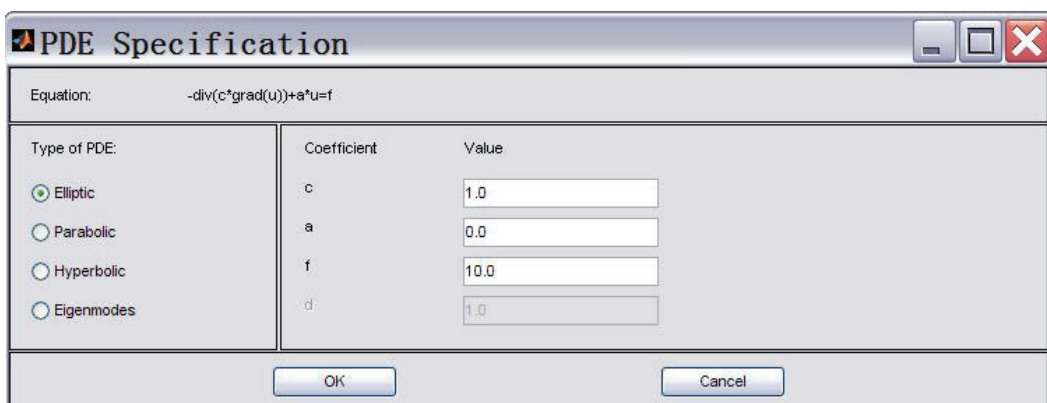 PDE Specification
Equation: -div(c*grad(u))+a*u=f
Type of PDE: Coefficient Value
Elliptic c 1.0
Parabolic a 0.0
Hyperbolic f 10.0
Eigenmodes d 1.0
OK Cancel